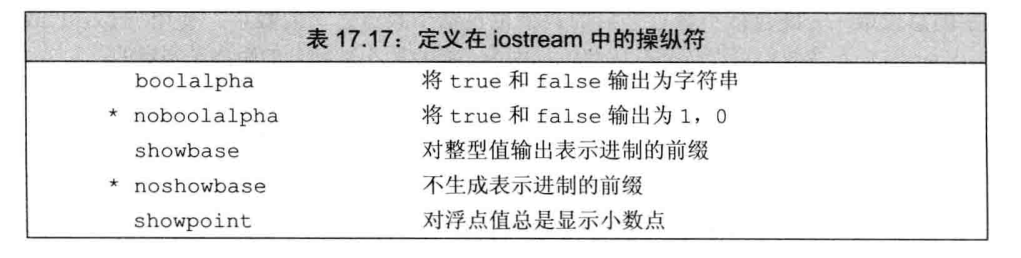 表 17.17：定义在 iostream 中的操纵符
boolalpha 将 true 和 false 输出为字符串
* noboolalpha 将 true 和 false 输出为 1，0
showbase 对整型值输出表示进制的前缀
* noshowbase 不生成表示进制的前缀
showpoint 对浮点值总是显示小数点